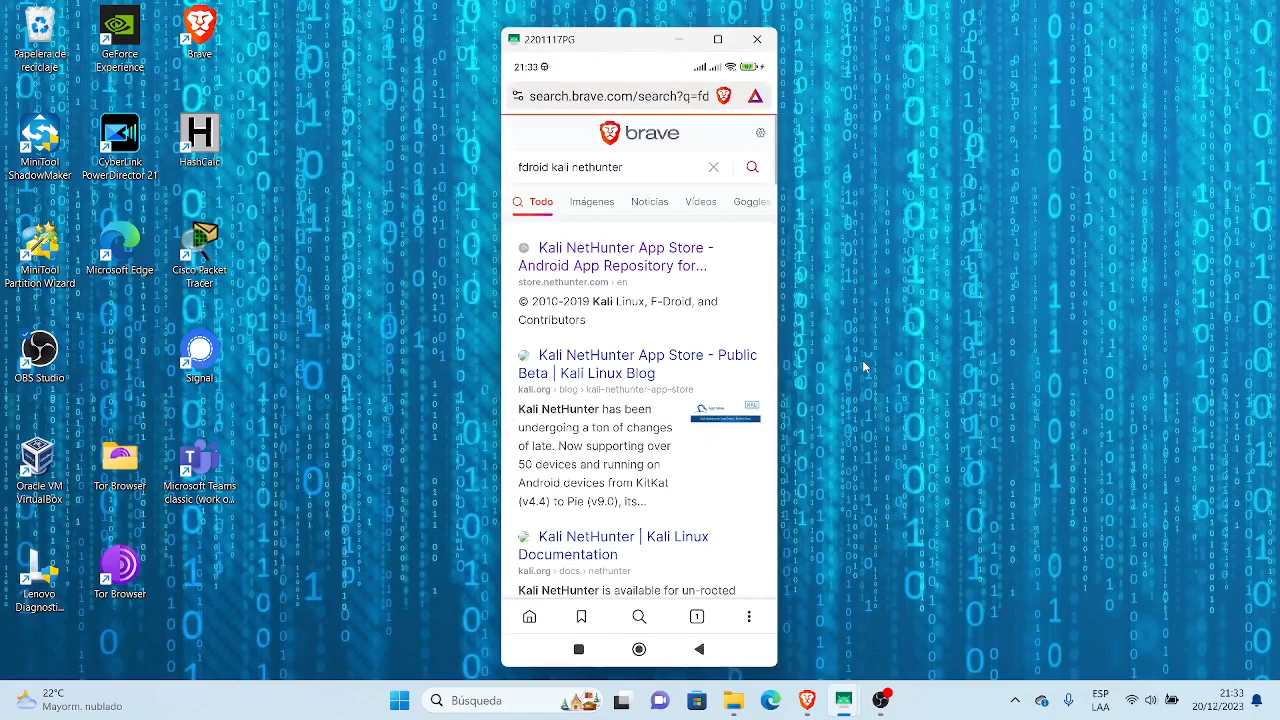 Papelera de
reciclaje
GeForce
Experience
Brave
MiniTool
ShadowMaker
CyberLink
PowerDirector 21
HashCalc
MiniTool
Partition Wizard
Microsoft Edge
Cisco Packet
Tracer
OBS Studio
Signal
Oracle VM
VirtualBox
Tor Browser
Microsoft Teams
classic (work o...
Lenovo
Diagnosti...
Tor Browser
2201117PG
21:33
87
search.brave.com/search?q=fd
brave
fdroid kali nethunter
Todo
Imágenes
Noticias
Vídeos
Goggles
Kali NetHunter App Store -
Android App Repository for...
store.nethunter.com › en
© 2010-2019 Kali Linux, F-Droid, and
Contributors
Kali NetHunter App Store - Public
Beta | Kali Linux Blog
kali.org › blog › kali-nethunter-app-store
Kali NetHunter has been
undergoing a ton of changes
of late. Now supporting over
50 devices and running on
Android devices from KitKat
(v4.4) to Pie (v9.0), its...
App Store
KALI
Kali NetHunter | Kali Linux
Documentation
kali.org › docs › nethunter
Kali NetHunter is available for un-rooted
1
22°C
Mayorm. nublado
Búsqueda
ESP
LAA
21:33
20/12/2023